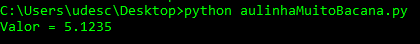 C:\Users\udesc\Desktop>python aulinhaMuitoBacana.py
Valor = 5.1235